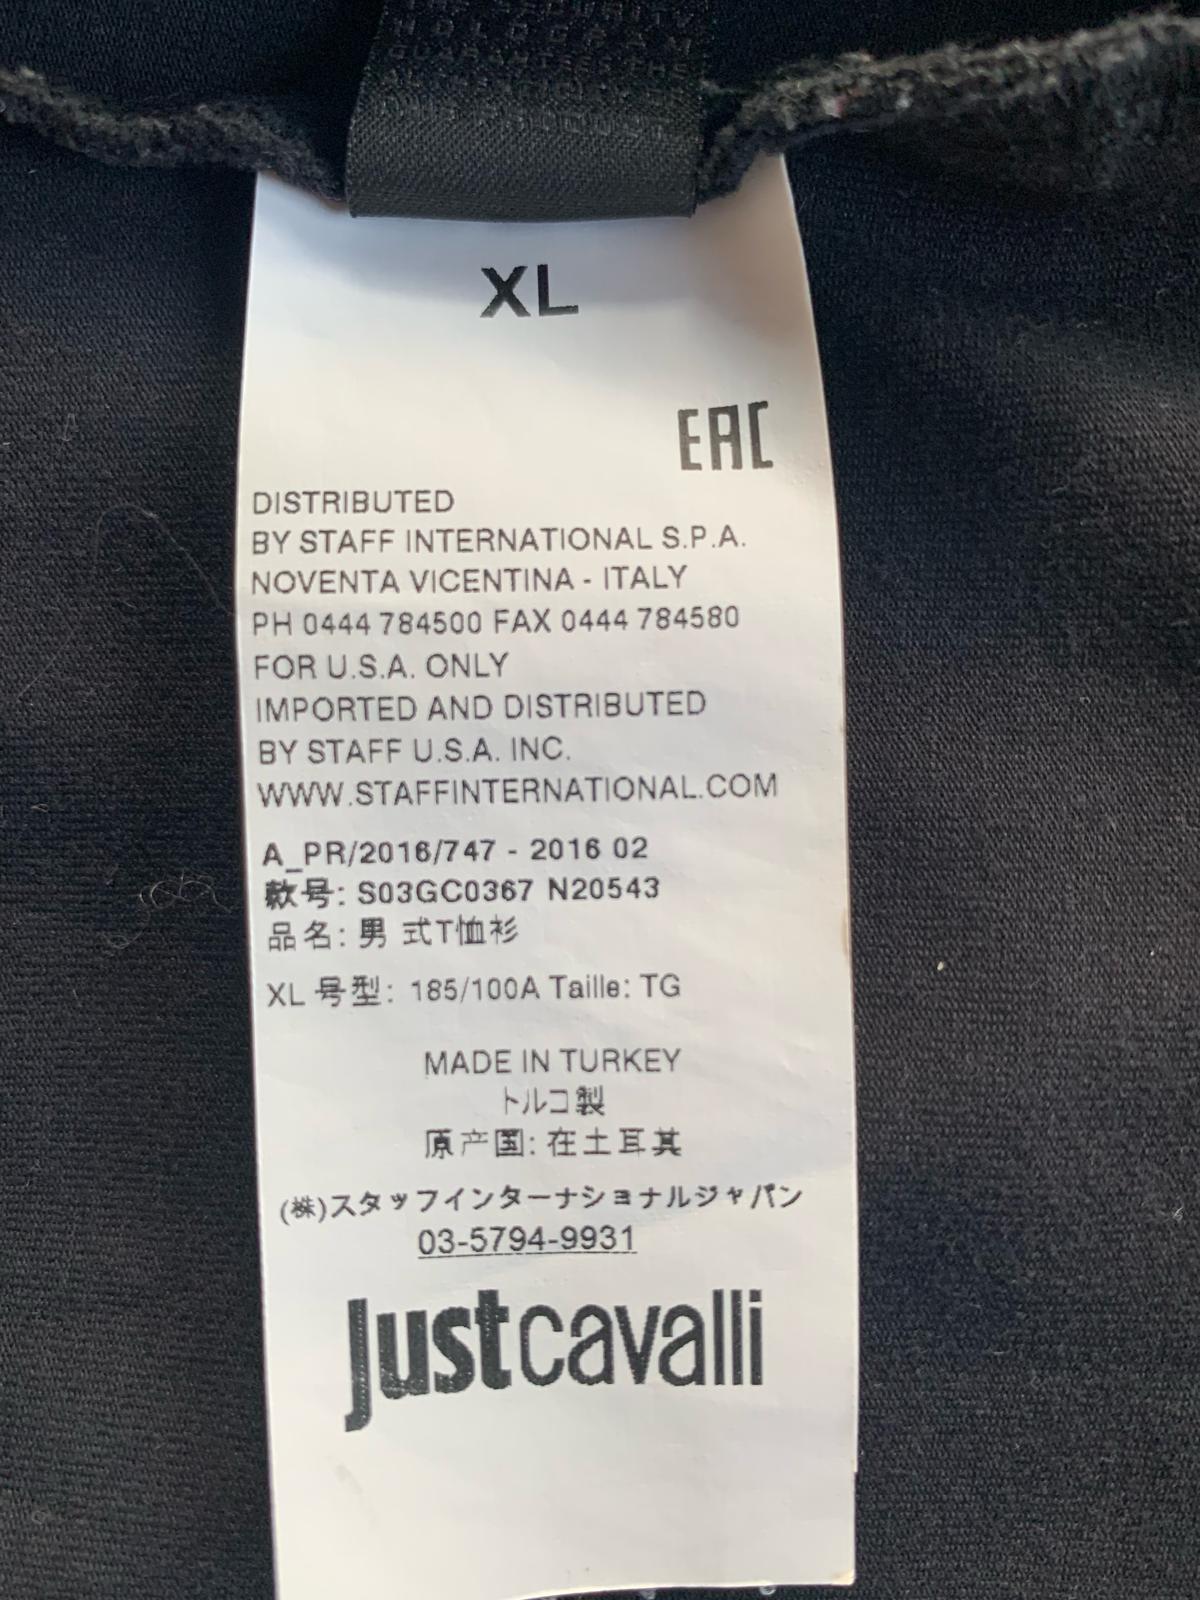 HOLOGRAM
GUARANTEES THE
XL
EAC
DISTRIBUTED
BY STAFF INTERNATIONAL S.P.A.
NOVENTA VICENTINA - ITALY
PH 0444 784500 FAX 0444 784580
FOR U.S.A. ONLY
IMPORTED AND DISTRIBUTED
BY STAFF U.S.A. INC.
WWW.STAFFINTERNATIONAL.COM
A_PR/2016/747 - 2016 02
款号: S03GC0367 N20543
品名: 男 式T恤衫
XL 号型: 185/100A Taille: TG
MADE IN TURKEY
トルコ製
原产国: 在土耳其
(株)スタッフインターナショナルジャパン
03-5794-9931
justcavalli